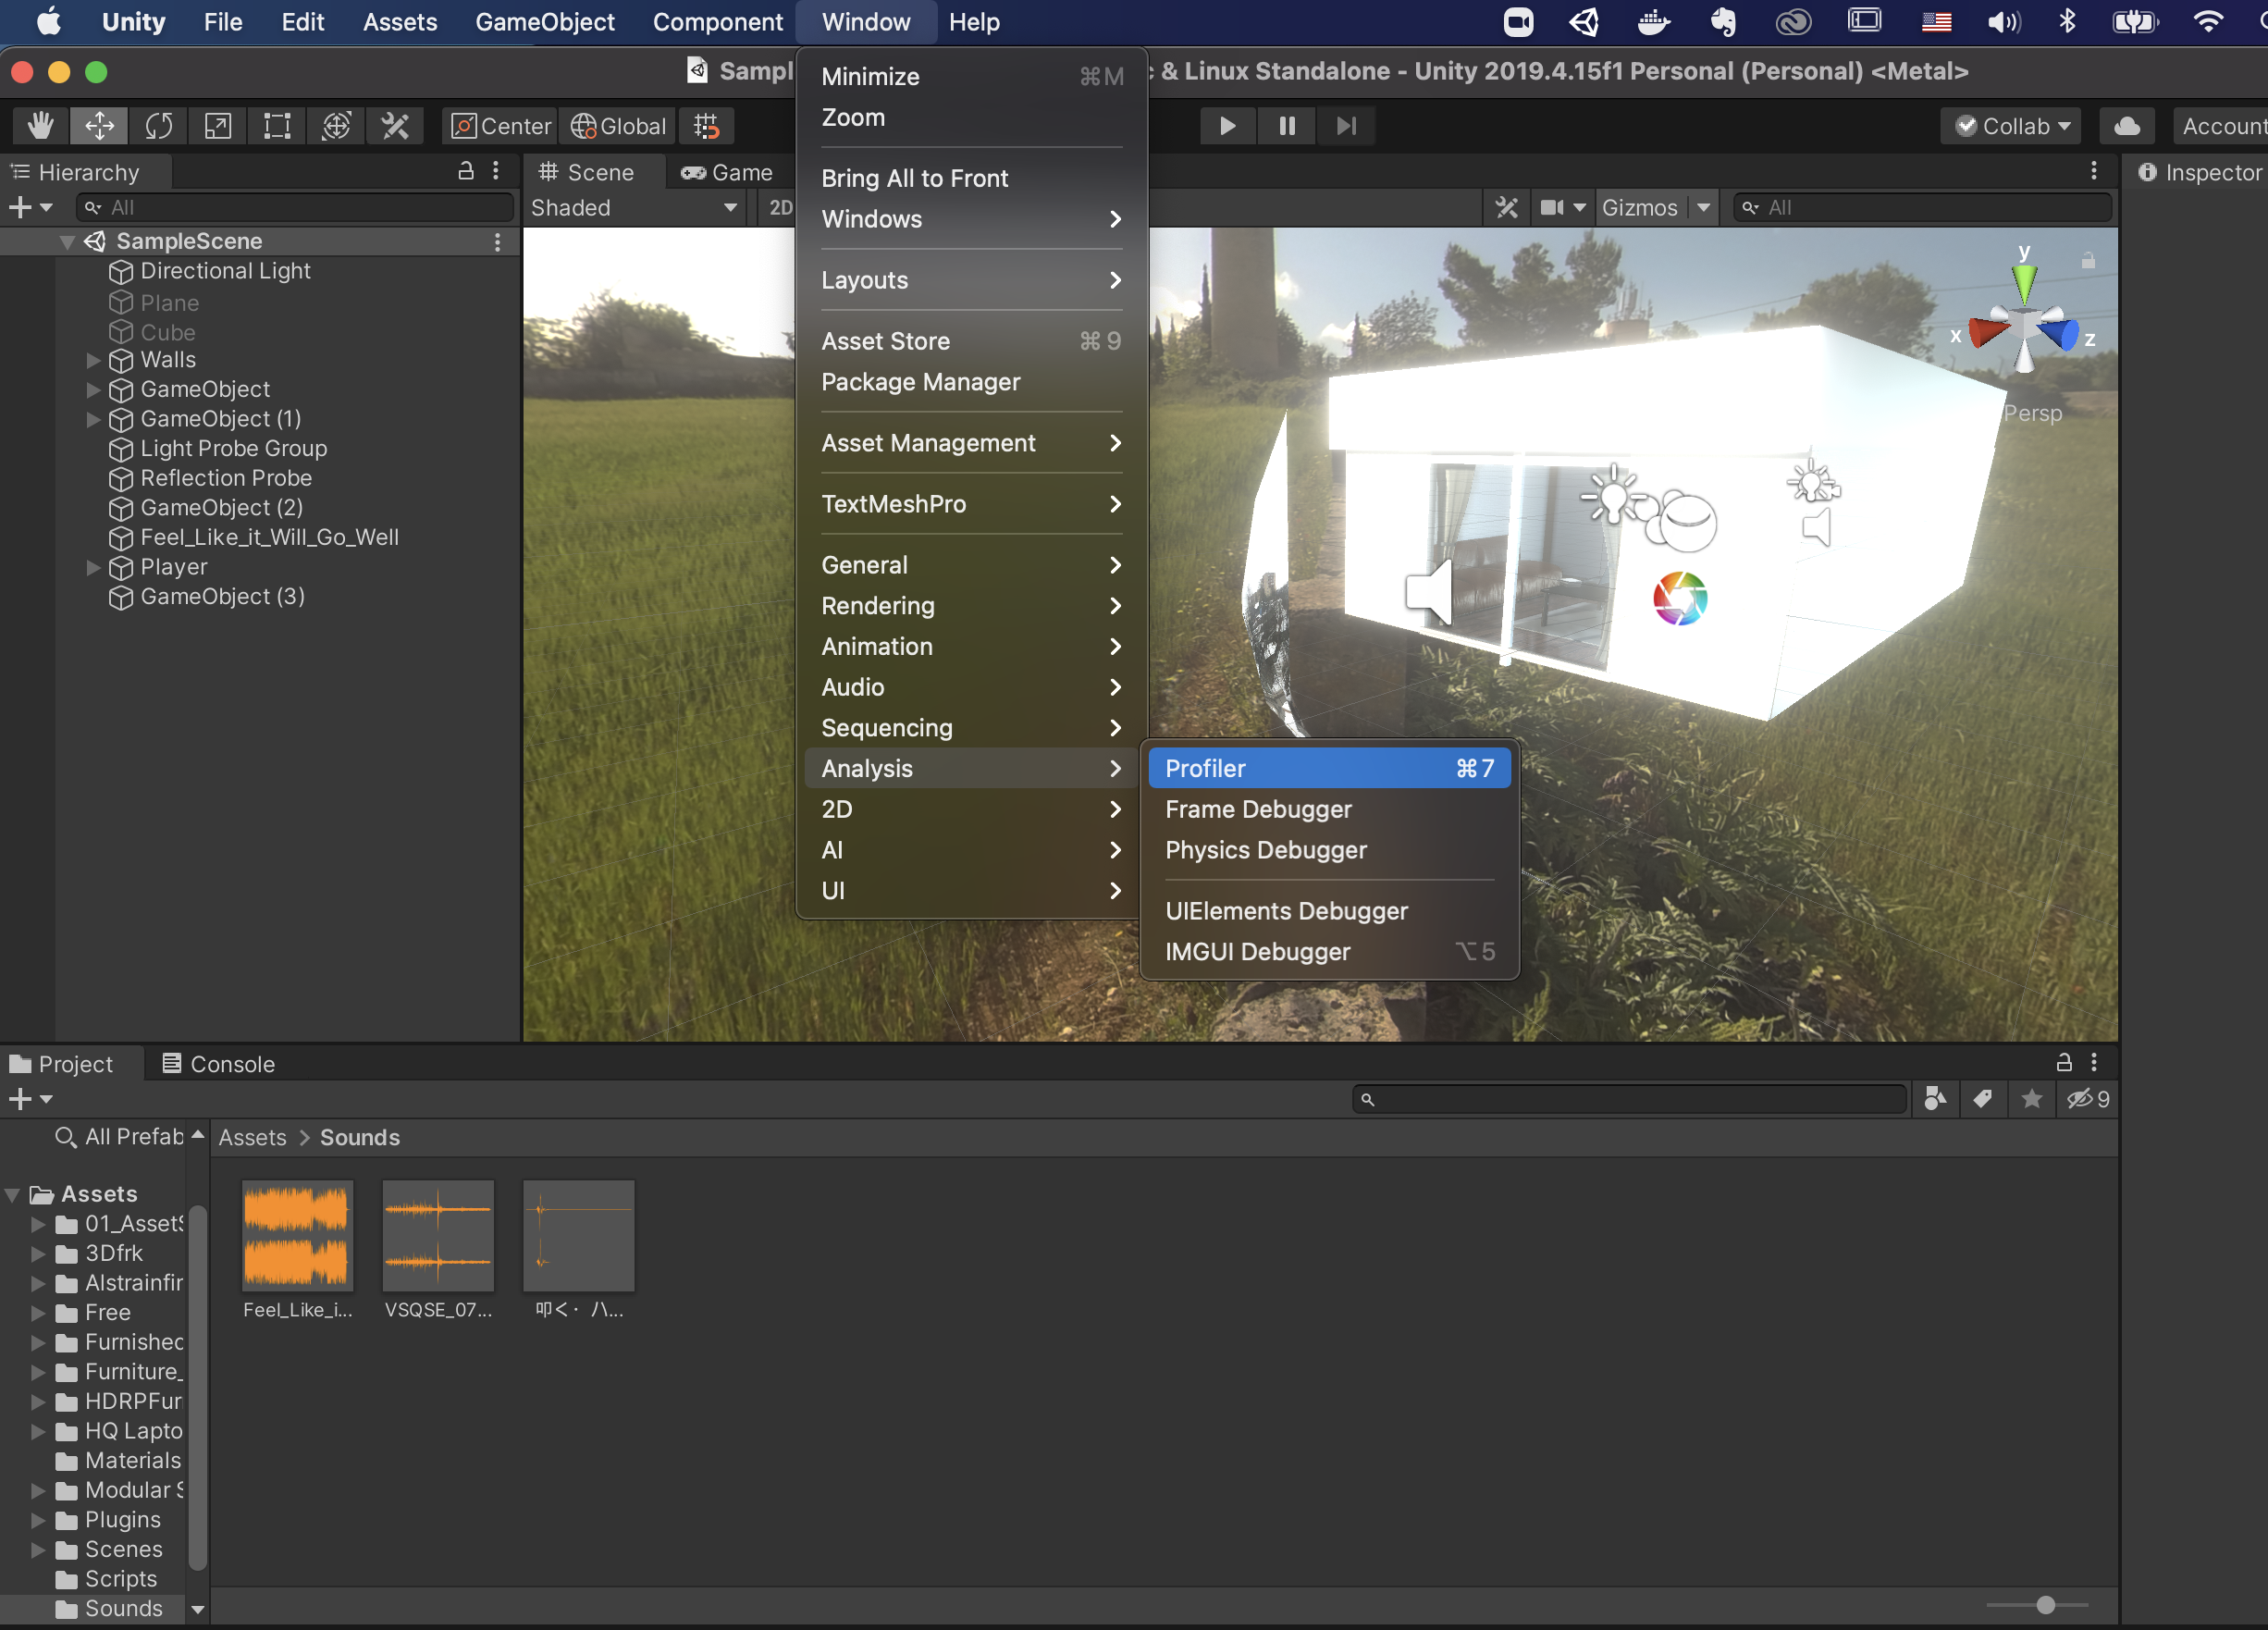 Unity File Edit Assets GameObject Component Window Help
Sampl
c & Linux Standalone - Unity 2019.4.15f1 Personal (Personal) <Metal>
Center Global
Collab
Account
Hierarchy
Scene
Game
Inspector
All
Shaded
2D
Gizmos
All
SampleScene
Directional Light
Plane
Cube
Walls
GameObject
GameObject (1)
Light Probe Group
Reflection Probe
GameObject (2)
Feel_Like_it_Will_Go_Well
Player
GameObject (3)
Minimize ⌘M
Zoom
Bring All to Front
Windows
Layouts
Asset Store ⌘9
Package Manager
Asset Management
TextMeshPro
General
Rendering
Animation
Audio
Sequencing
Analysis
2D
AI
UI
Profiler ⌘7
Frame Debugger
Physics Debugger
UIElements Debugger
IMGUI Debugger ⌥5
y
x
z
Persp
Project
Console
9
All Prefab
Assets > Sounds
Assets
01_AssetS
3Dfrk
AIstrainfir
Free
Furnished
Furniture_
HDRPFur
HQ Lapto
Materials
Modular S
Plugins
Scenes
Scripts
Sounds
Feel_Like_i...
VSQSE_07...
叩く・ハ...